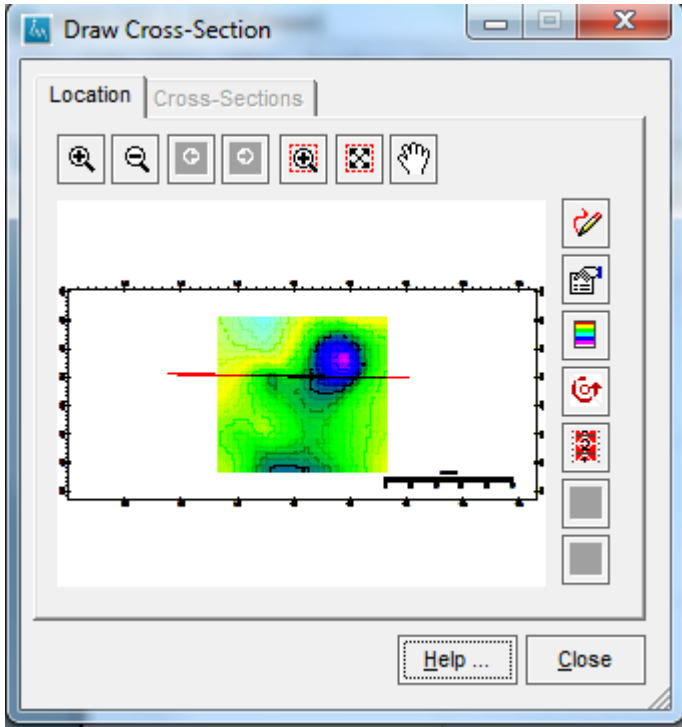 Draw Cross-Section
Location
Cross-Sections
Help ...
Close